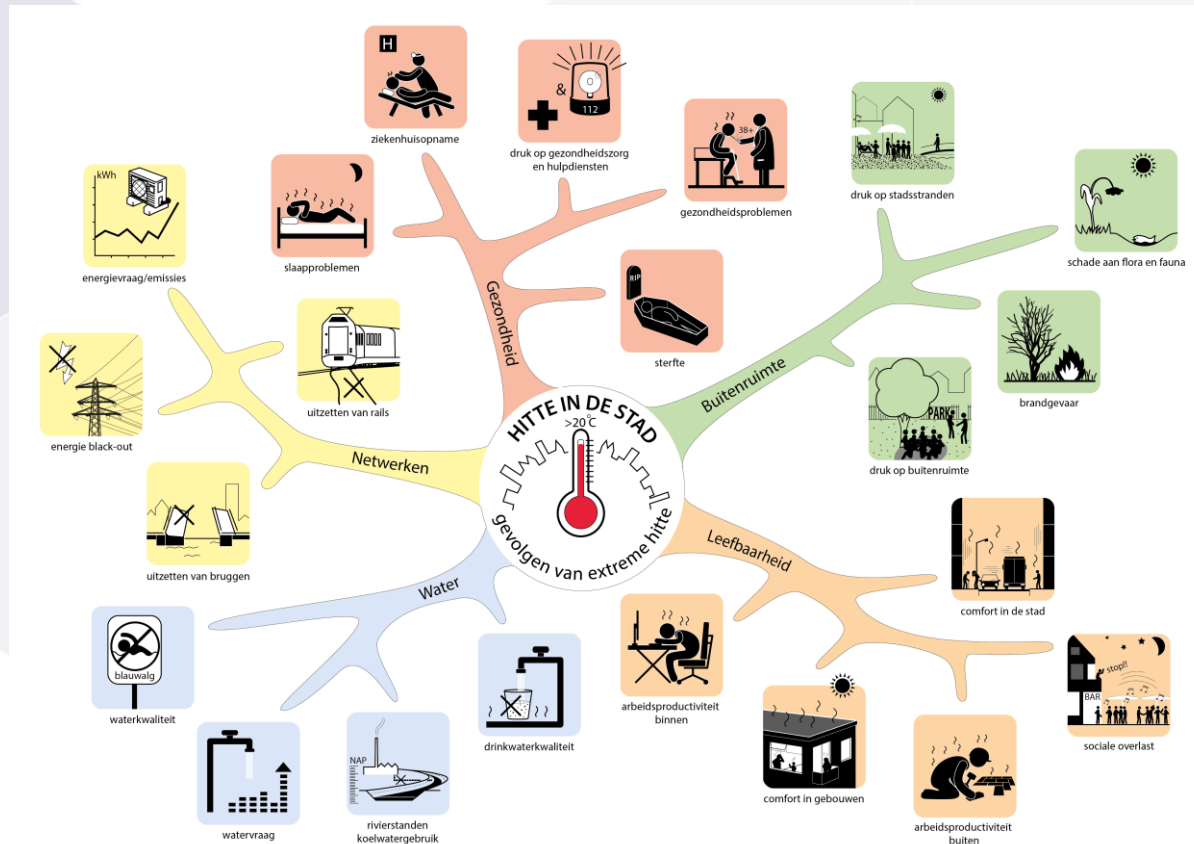 HITTE IN DE STAD
>20°C
gevolgen van extreme hitte
Gezondheid
H
ziekenhuisopname
&
112
druk op gezondheidszorg
en hulpdiensten
38+
gezondheidsproblemen
slaapproblemen
RIP
sterfte
Buitenruimte
druk op stadsstranden
schade aan flora en fauna
brandgevaar
PARK
druk op buitenruimte
Leefbaarheid
comfort in de stad
stop!!
BAR
sociale overlast
arbeidsproductiviteit
binnen
comfort in gebouwen
arbeidsproductiviteit
buiten
Water
blauwalg
waterkwaliteit
watervraag
NAP
rivierstanden
koelwatergebruik
drinkwaterkwaliteit
Netwerken
kWh
energievraag/emissies
uitzetten van rails
energie black-out
uitzetten van bruggen